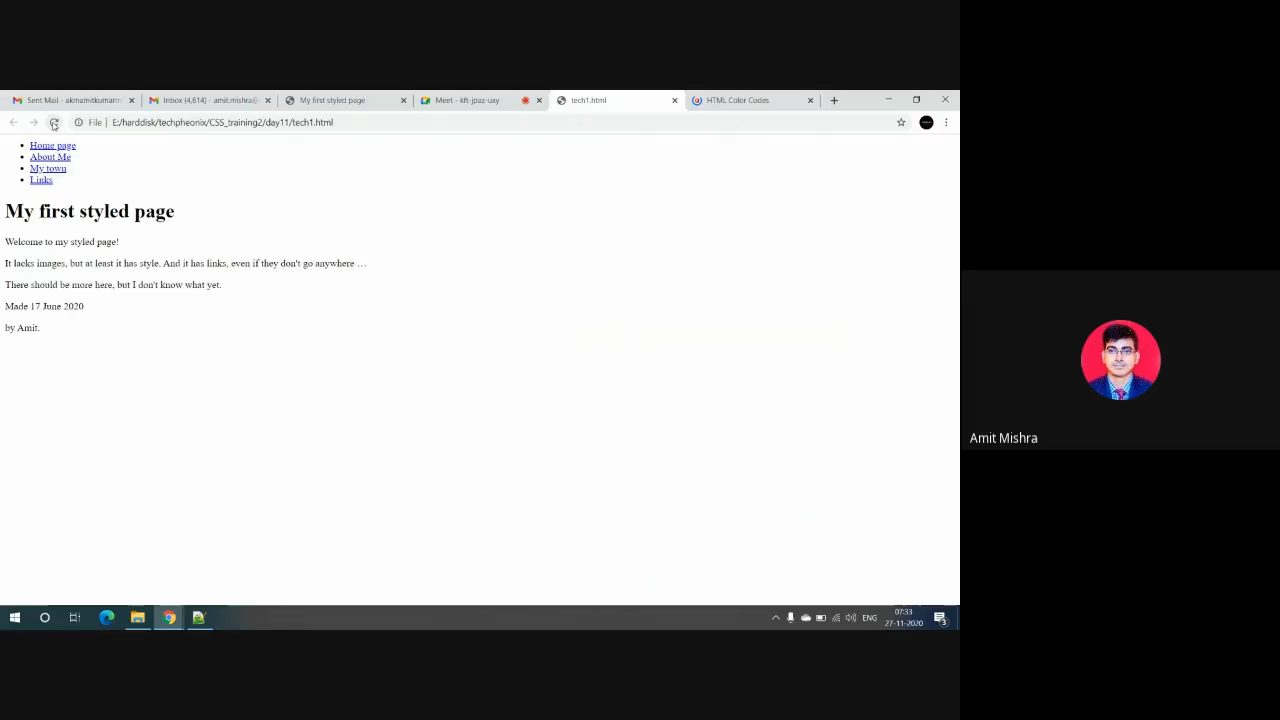 Sent Mail - akmamitkumarm
Inbox (4,614) - amit.mishra@
My first styled page
Meet - kft-jpaz-uxy
tech1.html
HTML Color Codes
File | E:/harddisk/techpheonix/CSS_training2/day11/tech1.html
• Home page
• About Me
• My town
• Links
My first styled page
Welcome to my styled page!
It lacks images, but at least it has style. And it has links, even if they don't go anywhere …
There should be more here, but I don't know what yet.
Made 17 June 2020
by Amit.
Amit Mishra
ENG
07:33
27-11-2020
3